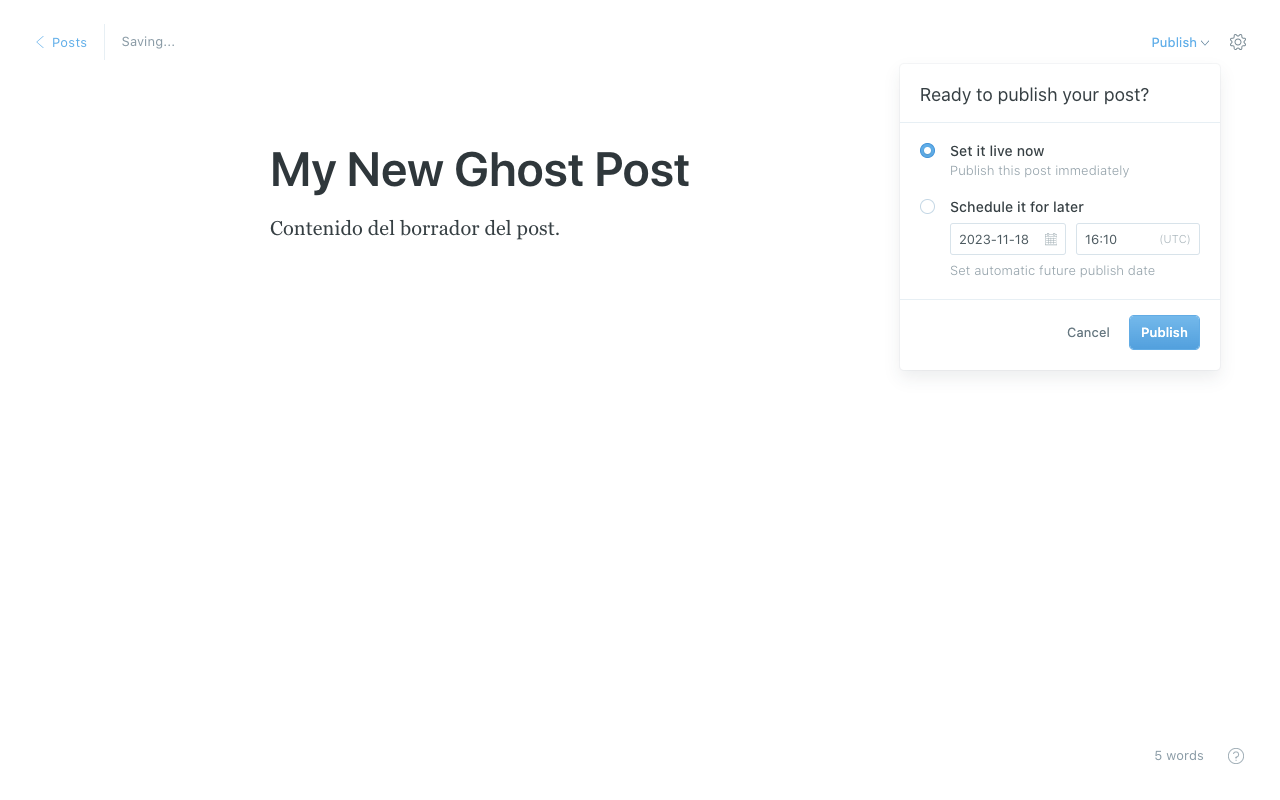 Posts
Saving...
Publish
Ready to publish your post?
Set it live now
Publish this post immediately
Schedule it for later
2023-11-18
16:10 (UTC)
Set automatic future publish date
Cancel
Publish
My New Ghost Post
Contenido del borrador del post.
5 words
?